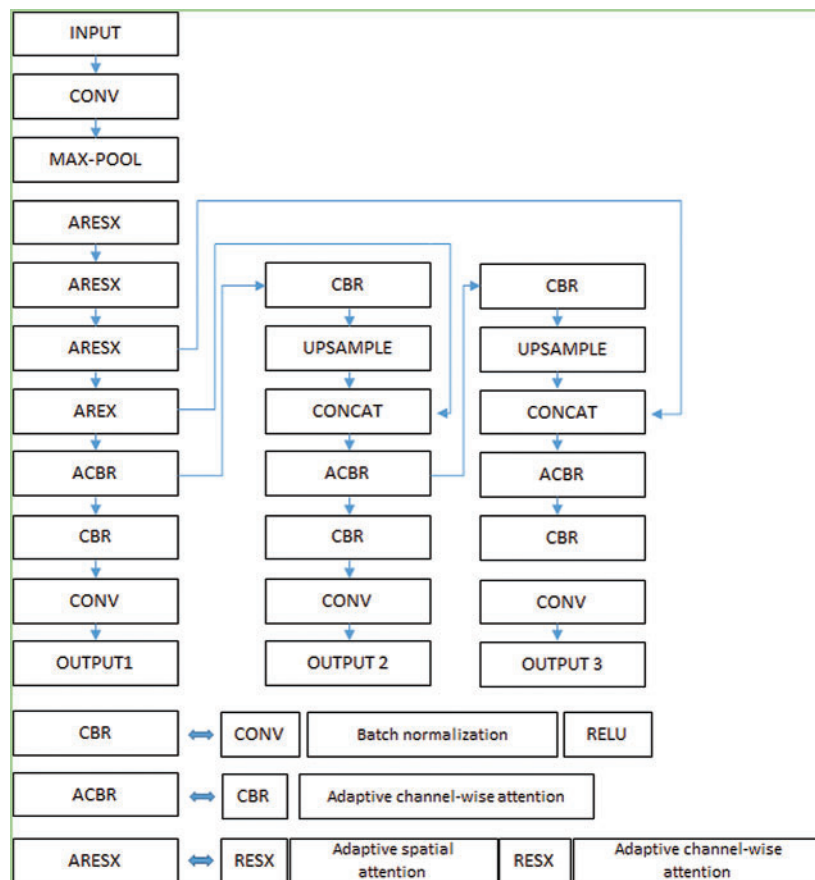 INPUT
CONV
MAX-POOL
ARESX
ARESX
ARESX
AREX
ACBR
CBR
CONV
OUTPUT1
CBR
UPSAMPLE
CONCAT
ACBR
CBR
CONV
OUTPUT 2
CBR
UPSAMPLE
CONCAT
ACBR
CBR
CONV
OUTPUT 3
CBR
CONV
Batch normalization
RELU
ACBR
CBR
Adaptive channel-wise attention
ARESX
RESX
Adaptive spatial
attention
RESX
Adaptive channel-wise
attention